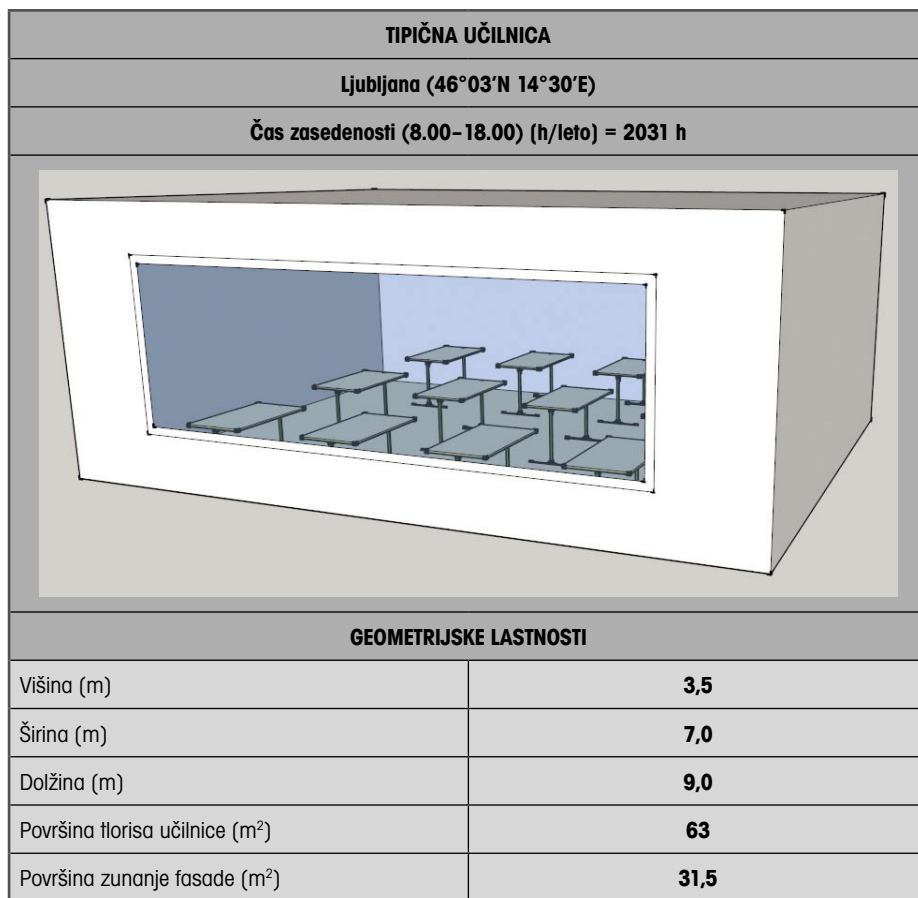 TIPIČNA UČILNICA
Ljubljana (46°03′N 14°30′E)
Čas zasedenosti (8.00–18.00) (h/leto) = 2031 h
GEOMETRIJSKE LASTNOSTI
Višina (m) 3,5
Širina (m) 7,0
Dolžina (m) 9,0
Površina tlorisa učilnice (m²) 63
Površina zunanje fasade (m²) 31,5